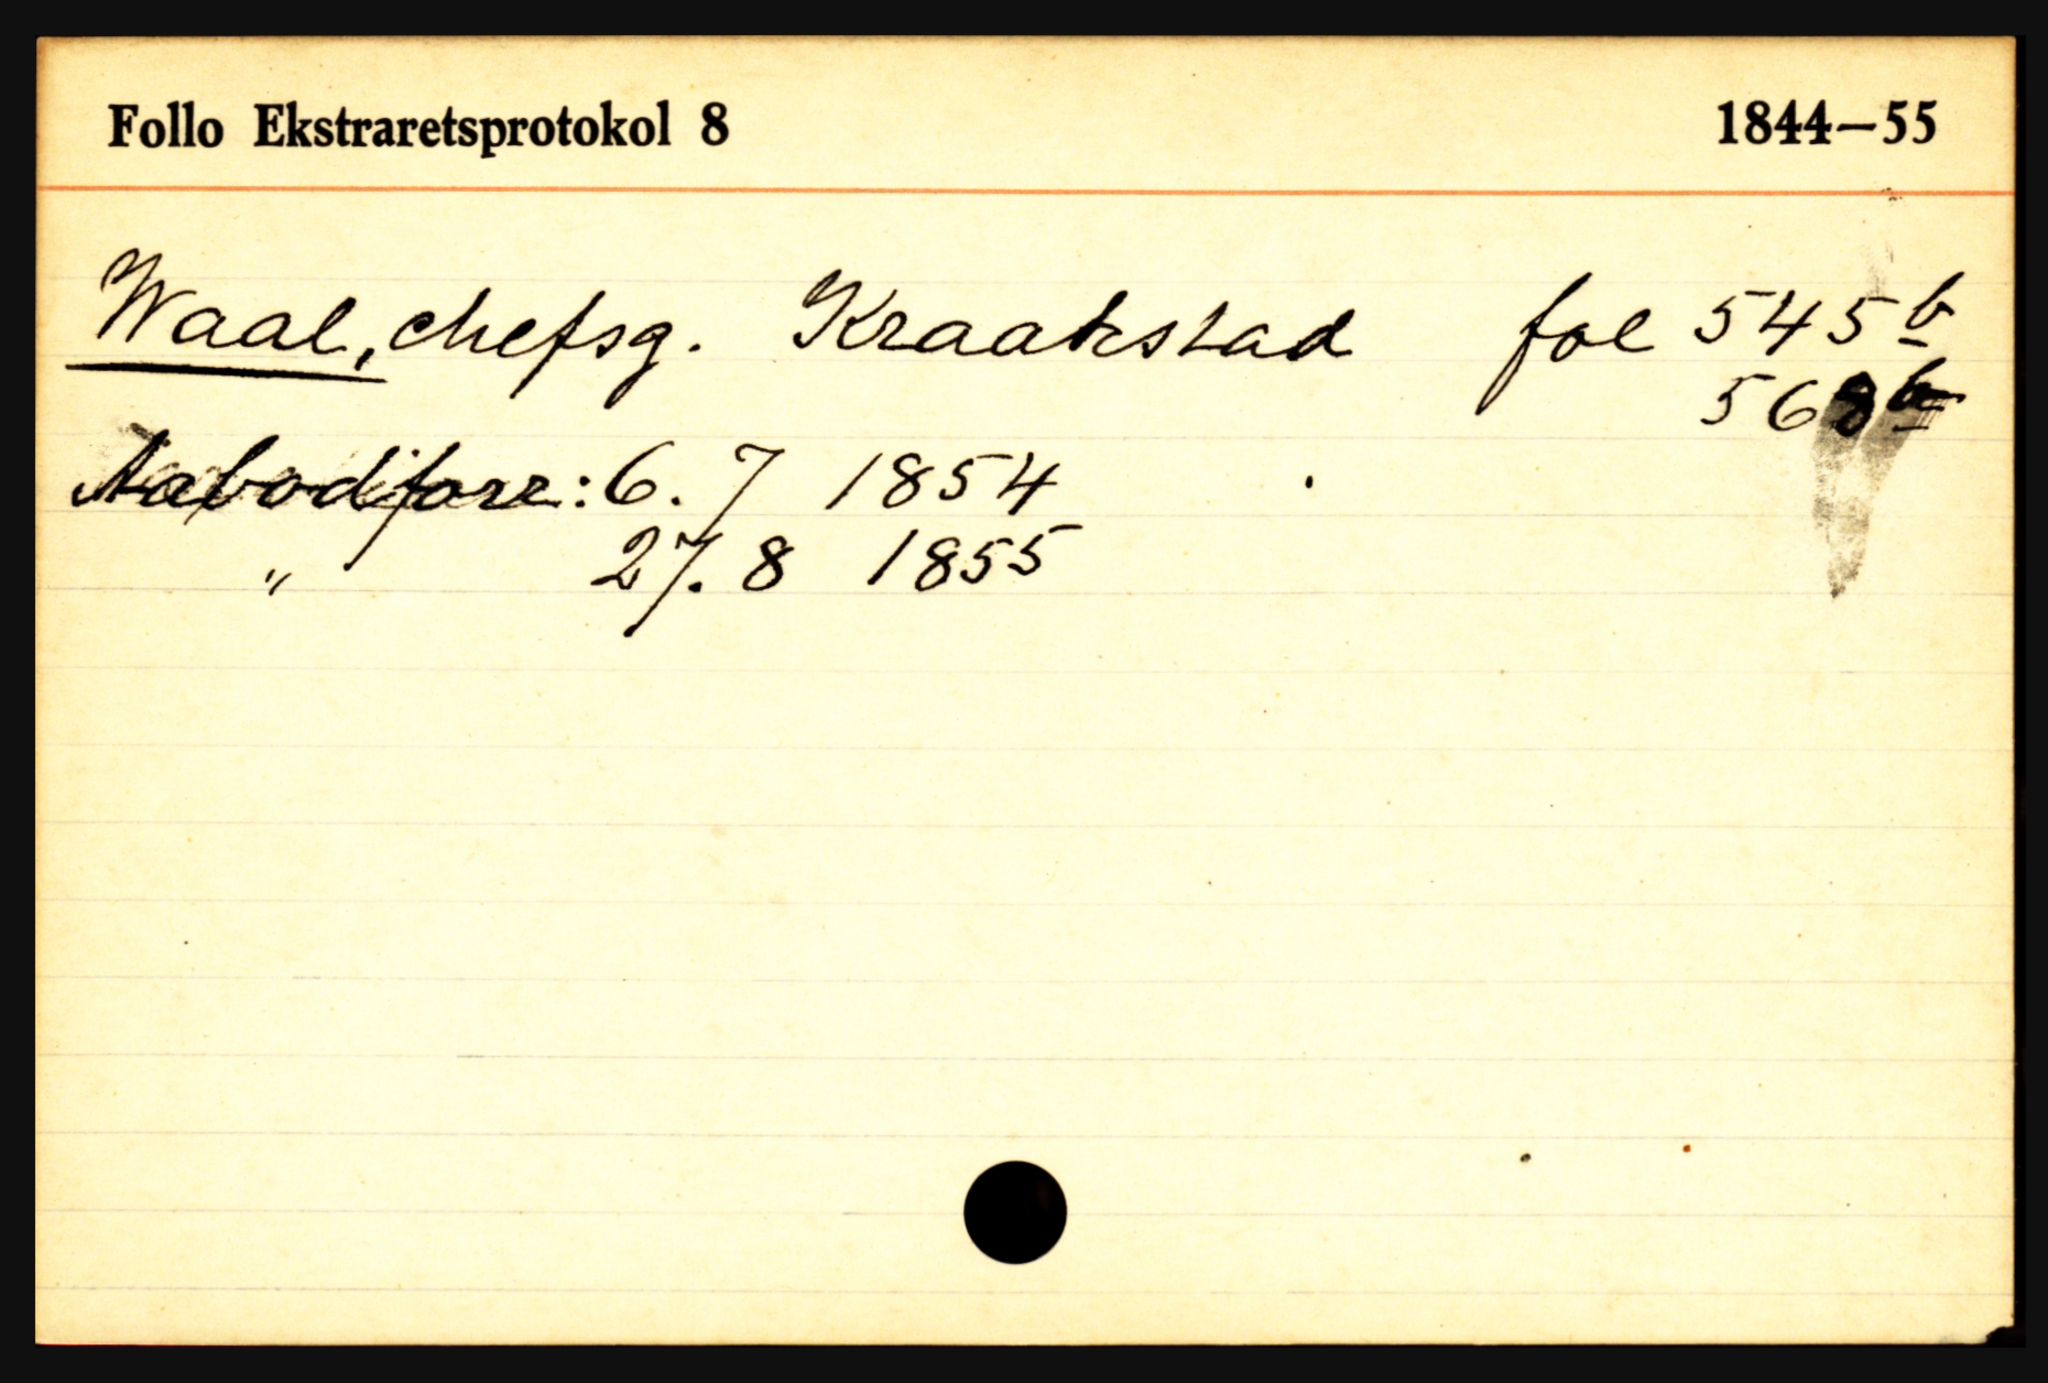 Follo Ekstraretsprotokol 8 1844—55
Waal, chefsg. Kraakstad fol 545b
568b
Aabodsforr: 6. 7 1854
" 27. 8 1855